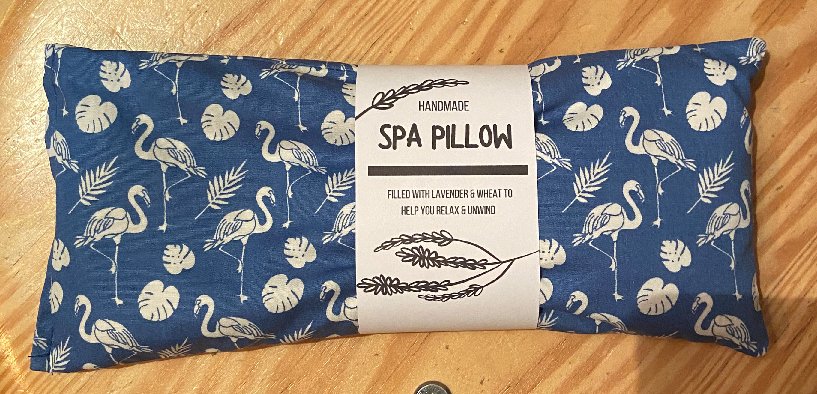 HANDMADE
SPA PILLOW
FILLED WITH LAVENDER & WHEAT TO
HELP YOU RELAX & UNWIND